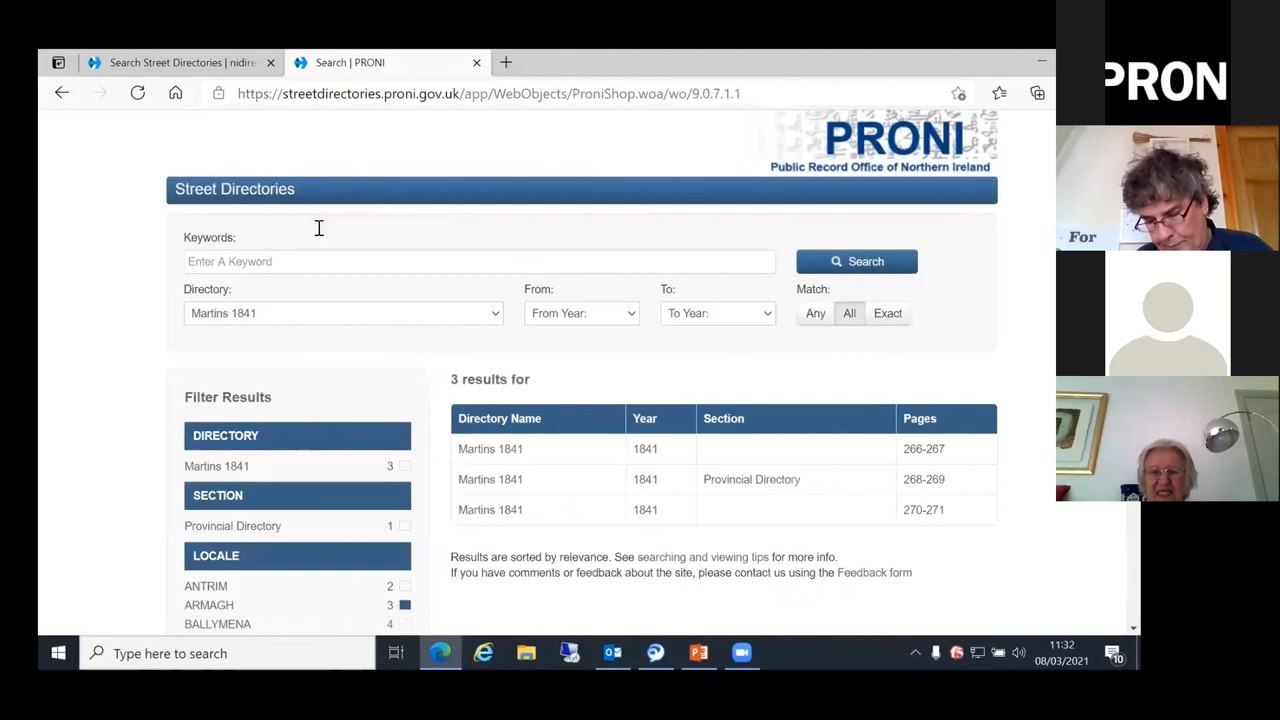 Search Street Directories | nidire
Search | PRONI
https://streetdirectories.proni.gov.uk/app/WebObjects/ProniShop.woa/wo/9.0.7.1.1
PRONI
Public Record Office of Northern Ireland
Street Directories
Keywords:
Enter A Keyword
Search
Directory: From: To: Match:
Martins 1841 From Year: To Year: Any All Exact
Filter Results
DIRECTORY
Martins 1841 3
SECTION
Provincial Directory 1
LOCALE
ANTRIM 2
ARMAGH 3
BALLYMENA 4
3 results for
Directory Name Year Section Pages
Martins 1841 1841 266-267
Martins 1841 1841 Provincial Directory 268-269
Martins 1841 1841 270-271
Results are sorted by relevance. See searching and viewing tips for more info.
If you have comments or feedback about the site, please contact us using the Feedback form
Type here to search
11:32
08/03/2021
10
PRON
For